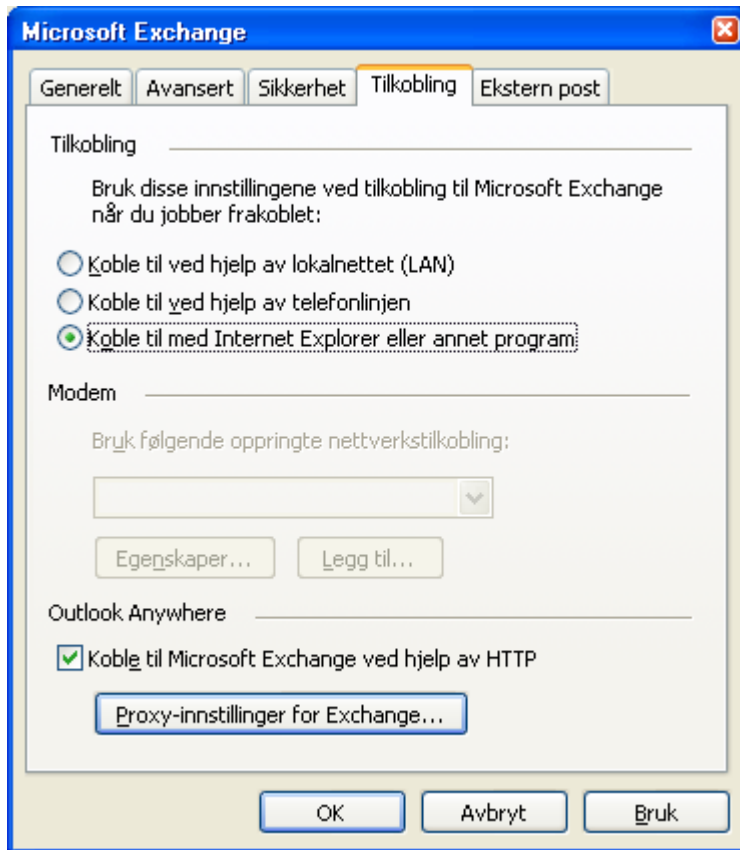 Microsoft Exchange
Generelt Avansert Sikkerhet Tilkobling Ekstern post
Tilkobling
Bruk disse innstillingene ved tilkobling til Microsoft Exchange
når du jobber frakoblet:
Koble til ved hjelp av lokalnettet (LAN)
Koble til ved hjelp av telefonlinjen
Koble til med Internet Explorer eller annet program
Modem
Bruk følgende oppringte nettverkstilkobling:
Egenskaper... Legg til...
Outlook Anywhere
Koble til Microsoft Exchange ved hjelp av HTTP
Proxy-innstillinger for Exchange...
OK Avbryt Bruk